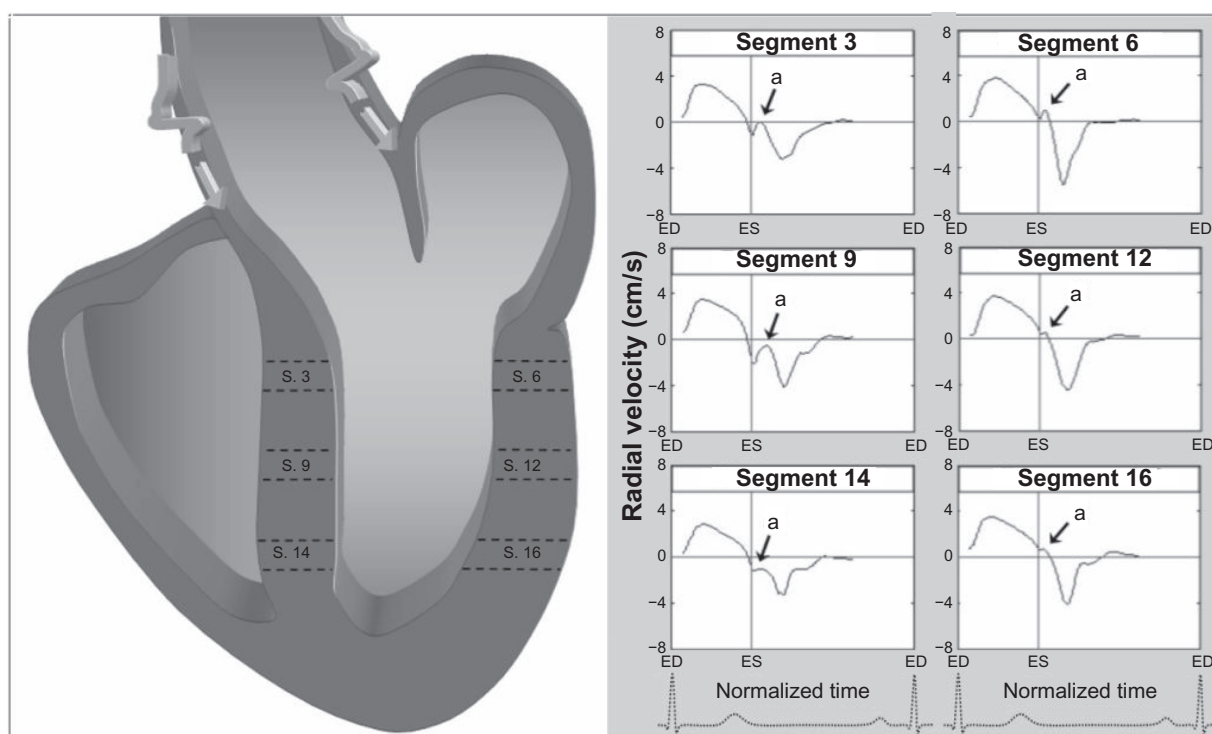 S. 3
S. 6
S. 9
S. 12
S. 14
S. 16
Radial velocity (cm/s)
Segment 3
8
4
0
−4
−8
a
ED
ES
ED
Segment 6
8
4
0
−4
−8
a
ED
ES
ED
Segment 9
8
4
0
−4
−8
a
ED
ES
ED
Segment 12
8
4
0
−4
−8
a
ED
ES
ED
Segment 14
8
4
0
−4
−8
a
ED
ES
ED
Segment 16
8
4
0
−4
−8
a
ED
ES
ED
Normalized time
Normalized time